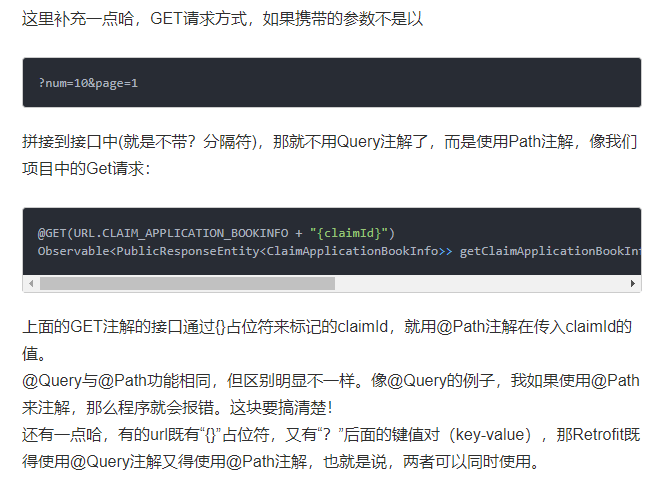 这里补充一点哈，GET请求方式，如果携带的参数不是以
?num=10&page=1
拼接到接口中(就是不带？分隔符)，那就不用Query注解了，而是使用Path注解，像我们
项目中的Get请求：
@GET(URL.CLAIM_APPLICATION_BOOKINFO + "{claimId}")
Observable<PublicResponseEntity<ClaimApplicationBookInfo>> getClaimApplicationBookInf
上面的GET注解的接口通过{}占位符来标记的claimId，就用@Path注解在传入claimId的
值。
@Query与@Path功能相同，但区别明显不一样。像@Query的例子，我如果使用@Path
来注解，那么程序就会报错。这块要搞清楚！
还有一点哈，有的url既有“{}”占位符，又有“？”后面的键值对（key-value），那Retrofit既
得使用@Query注解又得使用@Path注解，也就是说，两者可以同时使用。